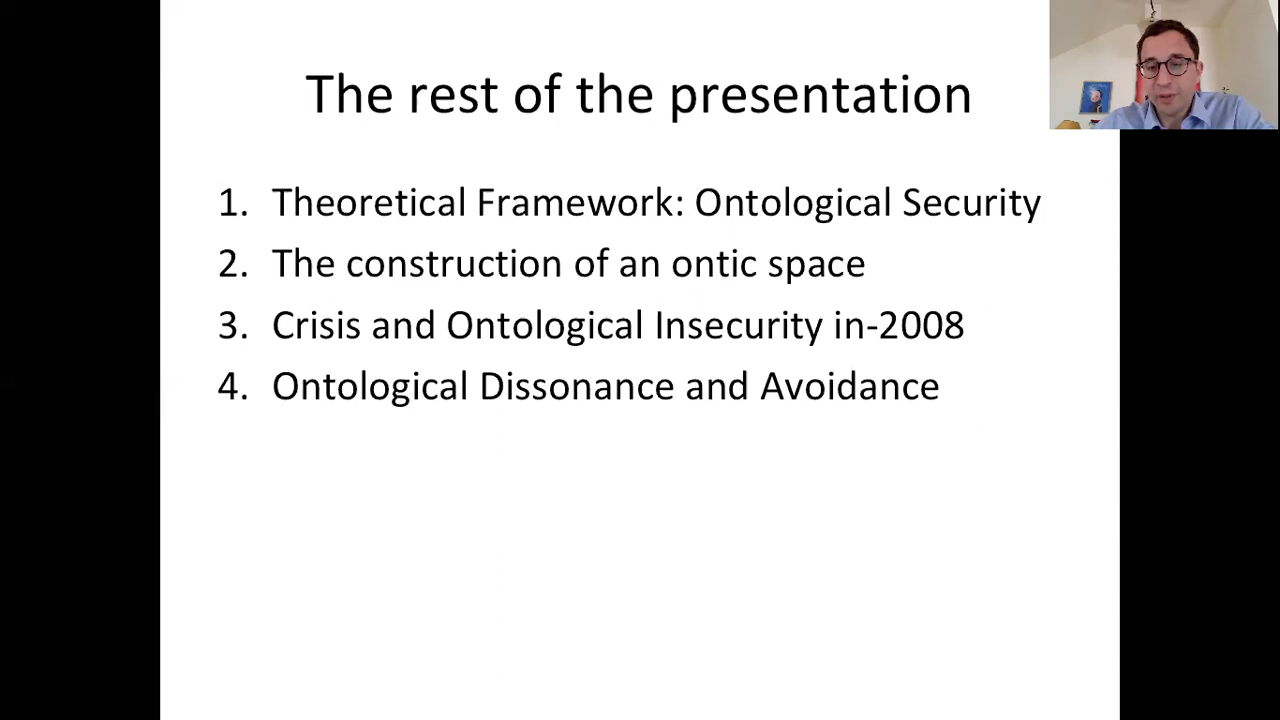 The rest of the presentation
1. Theoretical Framework: Ontological Security
2. The construction of an ontic space
3. Crisis and Ontological Insecurity in-2008
4. Ontological Dissonance and Avoidance